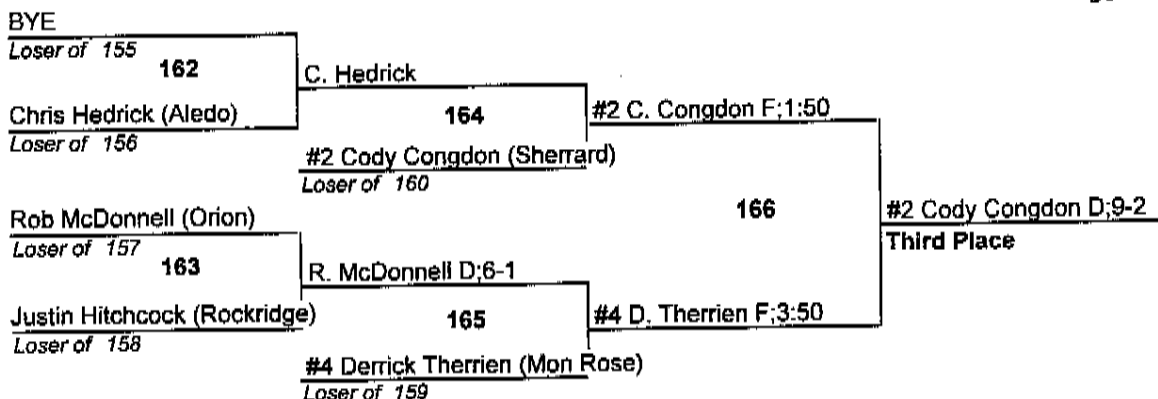 BYE
Loser of 155
162
C. Hedrick
Chris Hedrick (Aledo)
Loser of 156
164
#2 C. Congdon F;1:50
#2 Cody Congdon (Sherrard)
Loser of 160
Rob McDonnell (Orion)
Loser of 157
163
166
#2 Cody Congdon D;9-2
Third Place
R. McDonnell D;6-1
Justin Hitchcock (Rockridge)
Loser of 158
165
#4 D. Therrien F;3:50
#4 Derrick Therrien (Mon Rose)
Loser of 159